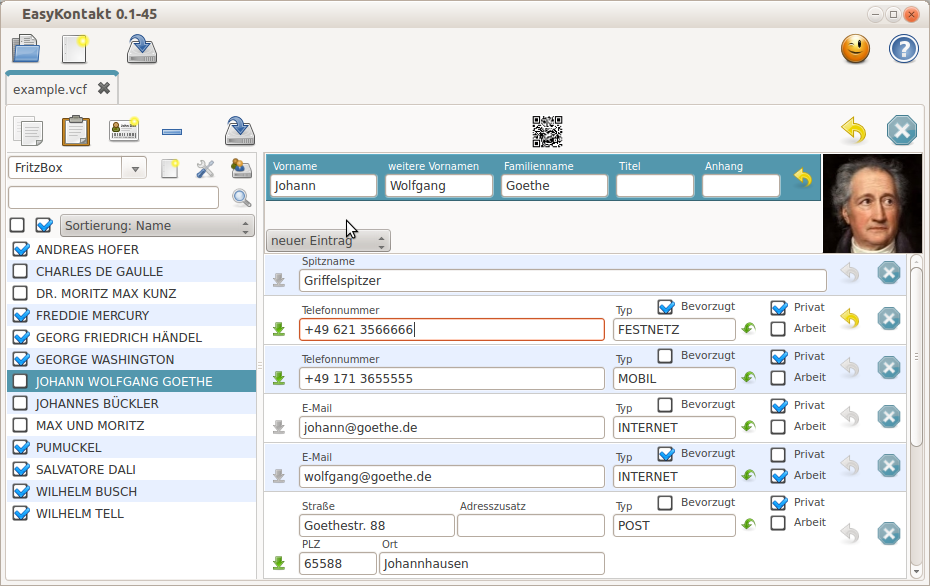 EasyKontakt 0.1-45
example.vcf
FritzBox
Sortierung: Name
ANDREAS HOFER
CHARLES DE GAULLE
DR. MORITZ MAX KUNZ
FREDDIE MERCURY
GEORG FRIEDRICH HÄNDEL
GEORGE WASHINGTON
JOHANN WOLFGANG GOETHE
JOHANNES BÜCKLER
MAX UND MORITZ
PUMUCKEL
SALVATORE DALI
WILHELM BUSCH
WILHELM TELL
Vorname weitere Vornamen Familienname Titel Anhang
Johann Wolfgang Goethe
neuer Eintrag
Spitzname
Griffelspitzer
Telefonnummer Typ Bevorzugt Privat
+49 621 3566666 FESTNETZ Arbeit
Telefonnummer Typ Bevorzugt Privat
+49 171 3655555 MOBIL Arbeit
E-Mail Typ Bevorzugt Privat
johann@goethe.de INTERNET Arbeit
E-Mail Typ Bevorzugt Privat
wolfgang@goethe.de INTERNET Arbeit
Straße Adresszusatz Typ Bevorzugt Privat
Goethestr. 88 POST Arbeit
PLZ Ort
65588 Johannhausen